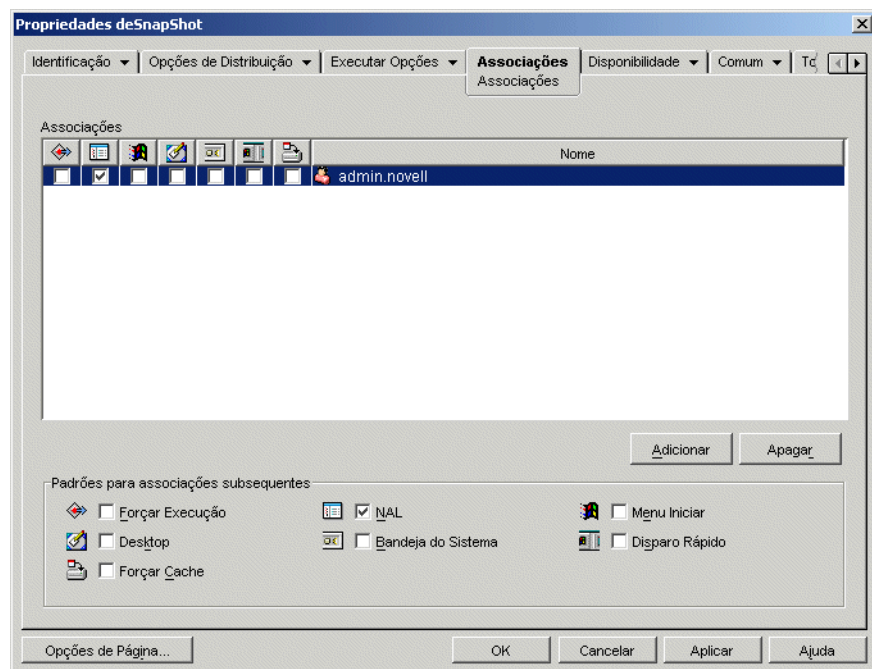 Propriedades deSnapShot
Identificação
Opções de Distribuição
Executar Opções
Associações
Disponibilidade
Comum
Associações
Associações
Nome
admin.novell
Adicionar
Apagar
Padrões para associações subsequentes
Forçar Execução
NAL
Menu Iniciar
Desktop
Bandeja do Sistema
Disparo Rápido
Forçar Cache
Opções de Página...
OK
Cancelar
Aplicar
Ajuda